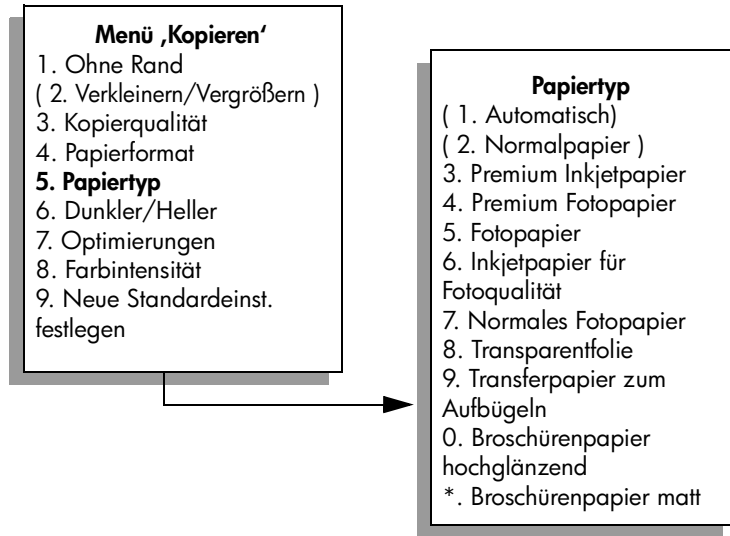 Menü ‚Kopieren‘
1. Ohne Rand
( 2. Verkleinern/Vergrößern )
3. Kopierqualität
4. Papierformat
5. Papiertyp
6. Dunkler/Heller
7. Optimierungen
8. Farbintensität
9. Neue Standardeinst.
festlegen
Papiertyp
( 1. Automatisch)
( 2. Normalpapier )
3. Premium Inkjetpapier
4. Premium Fotopapier
5. Fotopapier
6. Inkjetpapier für
Fotoqualität
7. Normales Fotopapier
8. Transparentfolie
9. Transferpapier zum
Aufbügeln
0. Broschürenpapier
hochglänzend
*. Broschürenpapier matt